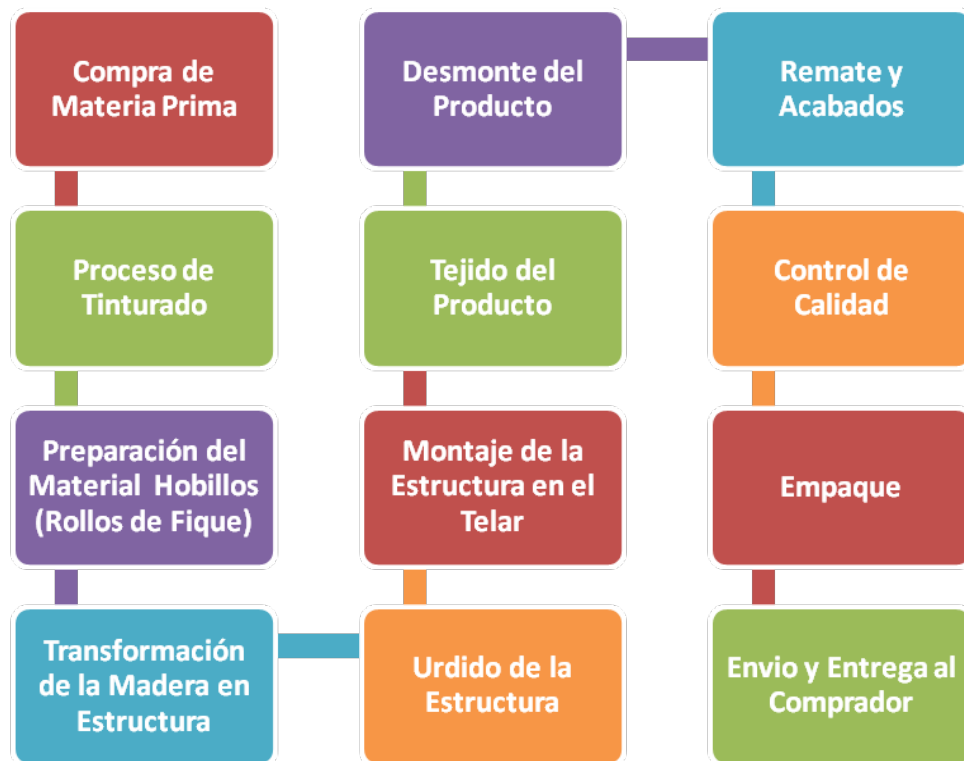 Compra de
Materia Prima
Proceso de
Tinturado
Preparación del
Material Hobillos
(Rollos de Fique)
Transformación
de la Madera en
Estructura
Urdido de la
Estructura
Montaje de la
Estructura en el
Telar
Tejido del
Producto
Desmonte del
Producto
Remate y
Acabados
Control de
Calidad
Empaque
Envio y Entrega al
Comprador